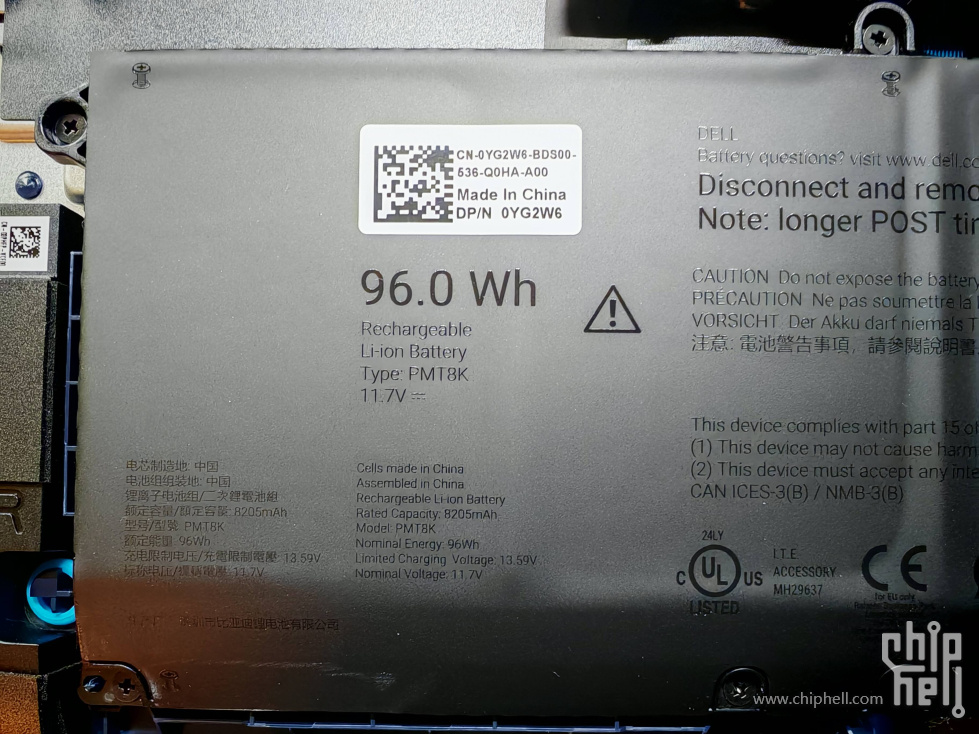 CN-0YG2W6-BDS00-
536-Q0HA-A00
Made In China
DP/N 0YG2W6
96.0 Wh
Rechargeable
Li-ion Battery
Type: PMT8K
11.7V
DELL
Battery questions? visit www.dell.co
Disconnect and remo
Note: longer POST tim
CAUTION Do not expose the battery
PRÉCAUTION Ne pas soumettre la
VORSICHT Der Akku darf niemals T
注意: 電池警告事項, 請參閱說明書
This device complies with part 15 of
(1) This device may not cause harm
(2) This device must accept any inte
CAN ICES-3(B) / NMB-3(B)
电芯制造地: 中国
电池组组装地: 中国
锂离子电池组/二次鋰電池組
额定容量/額定容量: 8205mAh
型号/型號: PMT8K
额定能量: 96Wh
充电限制电压/充電限制電壓: 13.59V
标称电压/標稱電壓: 11.7V
Cells made in China
Assembled in China
Rechargeable Li-ion Battery
Rated Capacity: 8205mAh
Model: PMT8K
Nominal Energy: 96Wh
Limited Charging Voltage: 13.59V
Nominal Voltage: 11.7V
24LY
C UL US
LISTED
I.T.E.
ACCESSORY
MH29637
CE
for EU only
R
chip
hell
www.chiphell.com